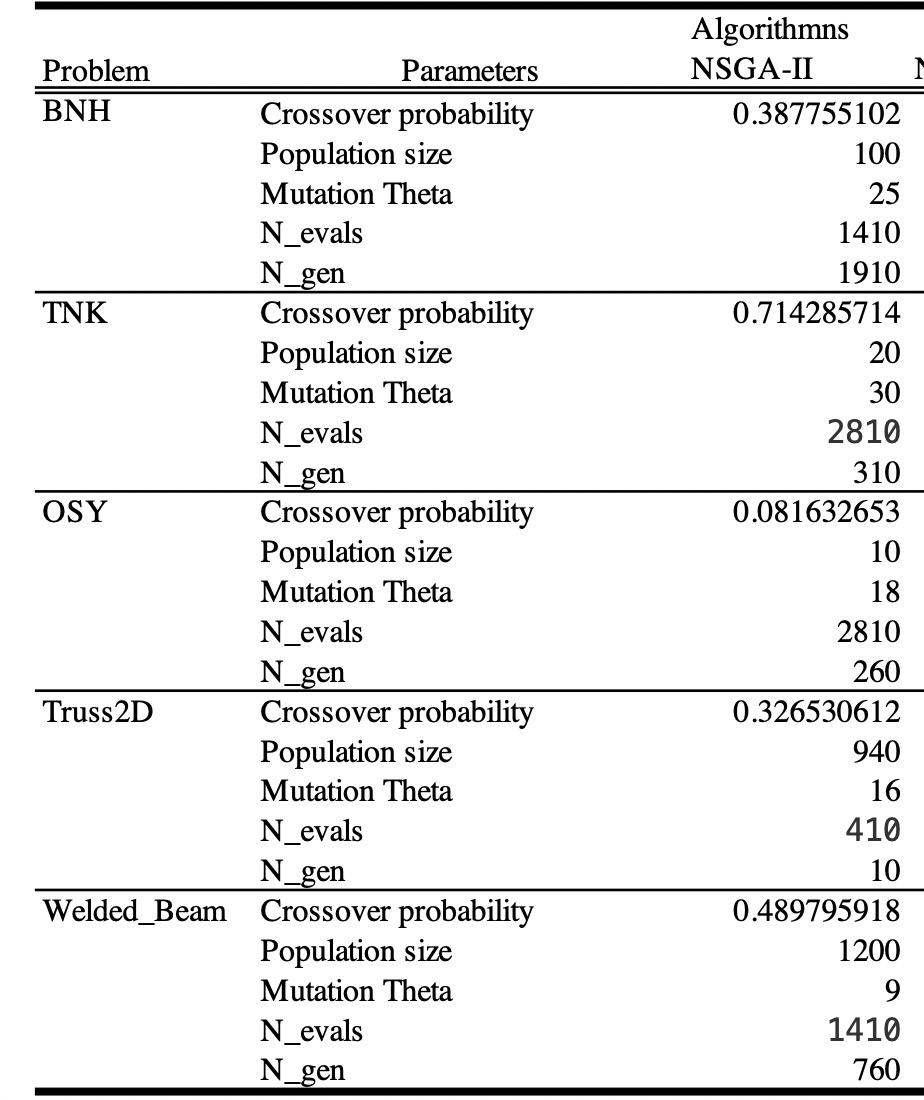 Algorithmns
Problem Parameters NSGA-II N
BNH Crossover probability 0.387755102
Population size 100
Mutation Theta 25
N_evals 1410
N_gen 1910
TNK Crossover probability 0.714285714
Population size 20
Mutation Theta 30
N_evals 2810
N_gen 310
OSY Crossover probability 0.081632653
Population size 10
Mutation Theta 18
N_evals 2810
N_gen 260
Truss2D Crossover probability 0.326530612
Population size 940
Mutation Theta 16
N_evals 410
N_gen 10
Welded_Beam Crossover probability 0.489795918
Population size 1200
Mutation Theta 9
N_evals 1410
N_gen 760